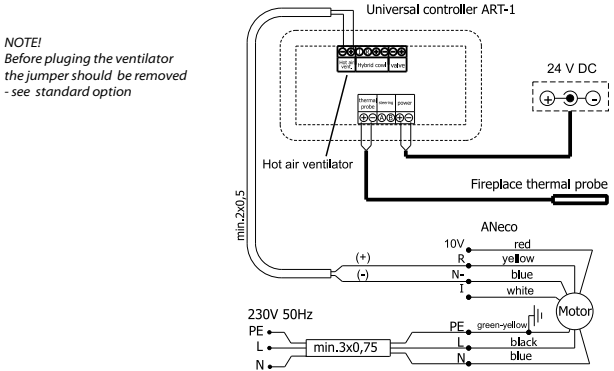 Universal controller ART-1
NOTE!
Before pluging the ventilator
the jumper should be removed
- see standard option
Hot air
vent.
Hybrid cowl
valve
24 V DC
+ -
thermal
probe
steering
power
+ - A B + -
Hot air ventilator
Fireplace thermal probe
min.2x0,5
ANeco
10V red
(+) R yellow
(-) N- blue
I white
Motor
230V 50Hz
PE PE green-yellow
L min.3x0,75 L black
N N blue